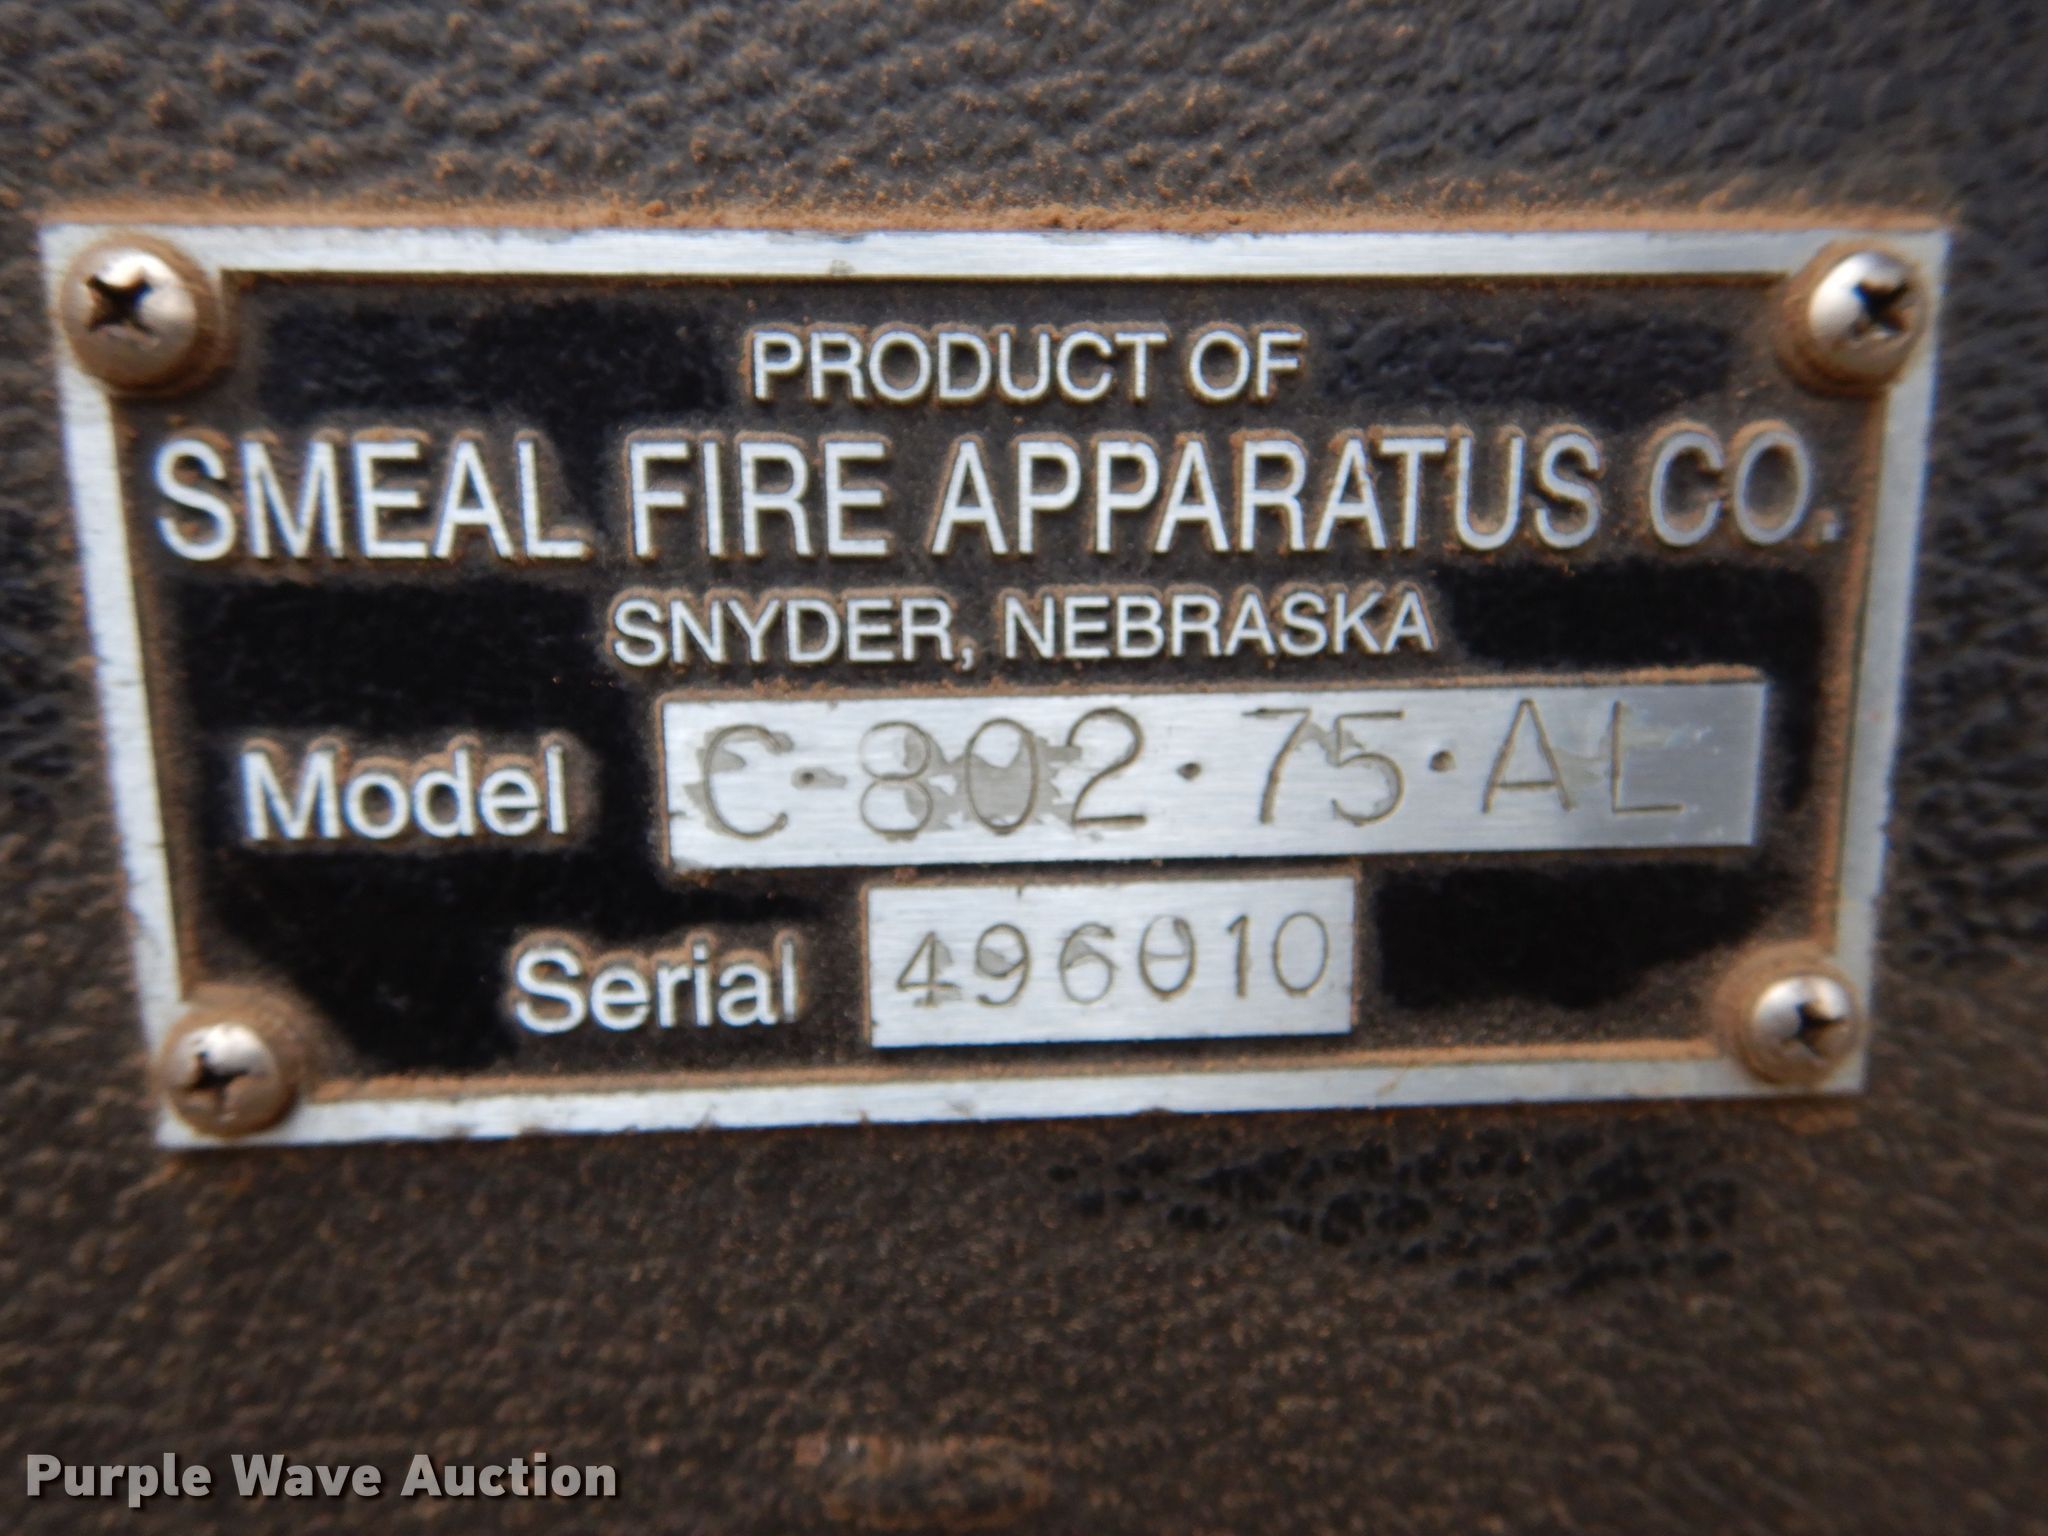 PRODUCT OF
SMEAL FIRE APPARATUS CO.
SNYDER, NEBRASKA
Model C-802·75·AL
Serial 496010
Purple Wave Auction